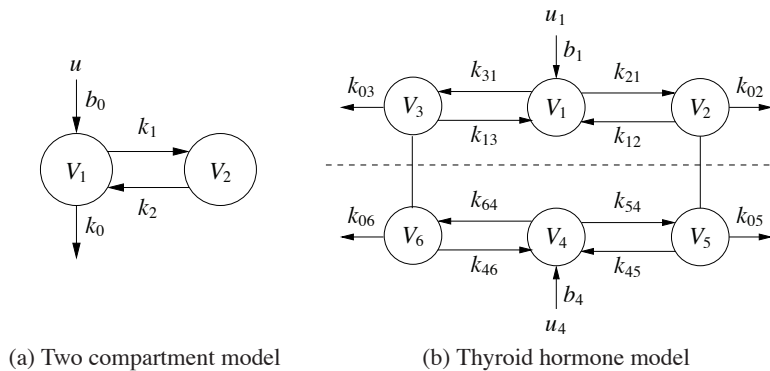 u
b0
k1
V1
V2
k2
k0
(a) Two compartment model
u1
b1
k03
k31
k21
k02
V3
V1
V2
k13
k12
k06
k64
k54
k05
V6
V4
V5
k46
k45
b4
u4
(b) Thyroid hormone model